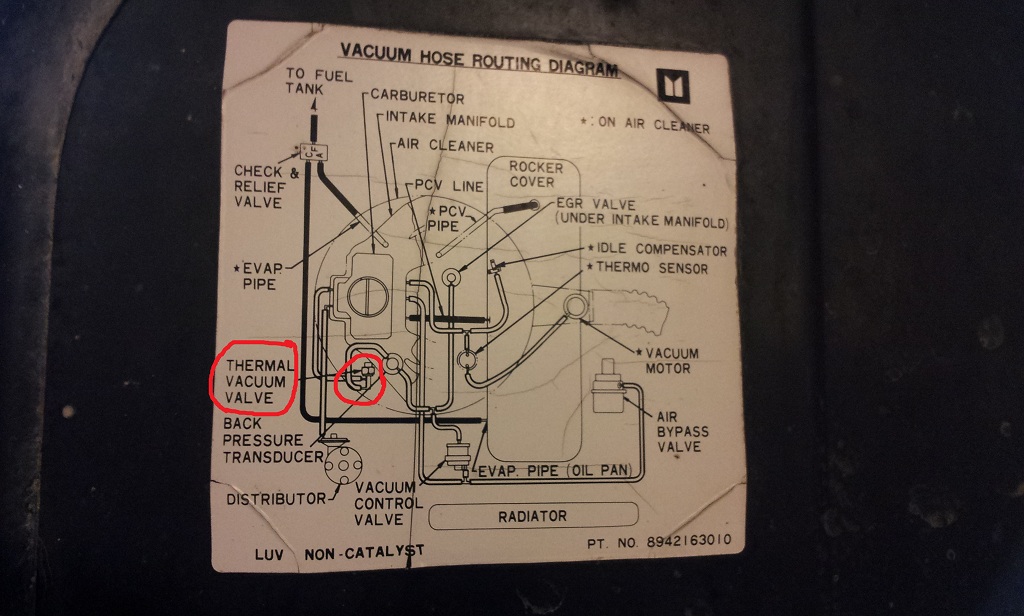 VACUUM HOSE ROUTING DIAGRAM
TO FUEL
TANK
CARBURETOR
INTAKE MANIFOLD
*: ON AIR CLEANER
AIR CLEANER
CHECK &
RELIEF
VALVE
PCV LINE
ROCKER
COVER
*PCV
PIPE
EGR VALVE
(UNDER INTAKE MANIFOLD)
*IDLE COMPENSATOR
*THERMO SENSOR
*EVAP.
PIPE
*VACUUM
MOTOR
THERMAL
VACUUM
VALVE
BACK
PRESSURE
TRANSDUCER
AIR
BYPASS
VALVE
EVAP. PIPE (OIL PAN)
DISTRIBUTOR
VACUUM
CONTROL
VALVE
RADIATOR
LUV NON-CATALYST
PT. NO. 8942163010